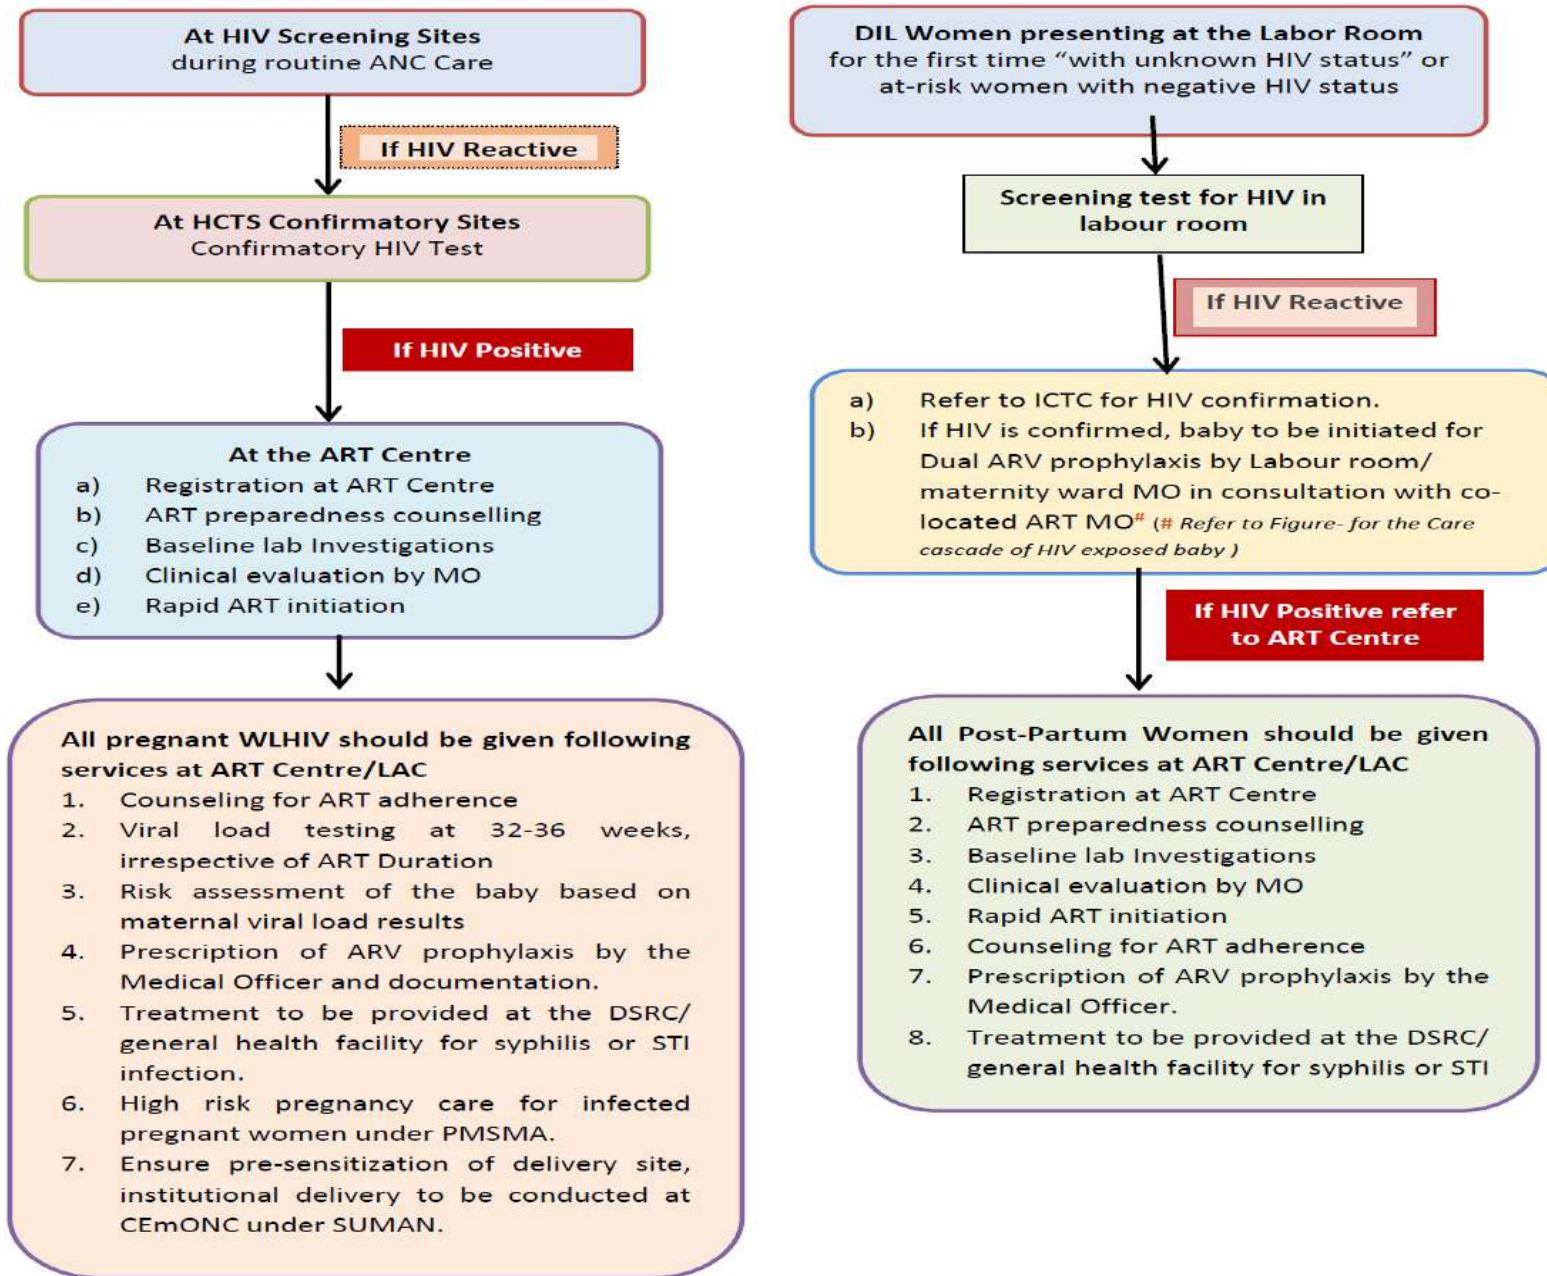 At HIV Screening Sites
during routine ANC Care
If HIV Reactive
At HCTS Confirmatory Sites
Confirmatory HIV Test
If HIV Positive
At the ART Centre
a) Registration at ART Centre
b) ART preparedness counselling
c) Baseline lab Investigations
d) Clinical evaluation by MO
e) Rapid ART initiation
All pregnant WLHIV should be given following
services at ART Centre/LAC
1. Counseling for ART adherence
2. Viral load testing at 32-36 weeks,
irrespective of ART Duration
3. Risk assessment of the baby based on
maternal viral load results
4. Prescription of ARV prophylaxis by the
Medical Officer and documentation.
5. Treatment to be provided at the DSRC/
general health facility for syphilis or STI
infection.
6. High risk pregnancy care for infected
pregnant women under PMSMA.
7. Ensure pre-sensitization of delivery site,
institutional delivery to be conducted at
CEmONC under SUMAN.
DIL Women presenting at the Labor Room
for the first time “with unknown HIV status” or
at-risk women with negative HIV status
Screening test for HIV in
labour room
If HIV Reactive
a) Refer to ICTC for HIV confirmation.
b) If HIV is confirmed, baby to be initiated for
Dual ARV prophylaxis by Labour room/
maternity ward MO in consultation with co-
located ART MO# (# Refer to Figure- for the Care
cascade of HIV exposed baby )
If HIV Positive refer
to ART Centre
All Post-Partum Women should be given
following services at ART Centre/LAC
1. Registration at ART Centre
2. ART preparedness counselling
3. Baseline lab Investigations
4. Clinical evaluation by MO
5. Rapid ART initiation
6. Counseling for ART adherence
7. Prescription of ARV prophylaxis by the
Medical Officer.
8. Treatment to be provided at the DSRC/
general health facility for syphilis or STI